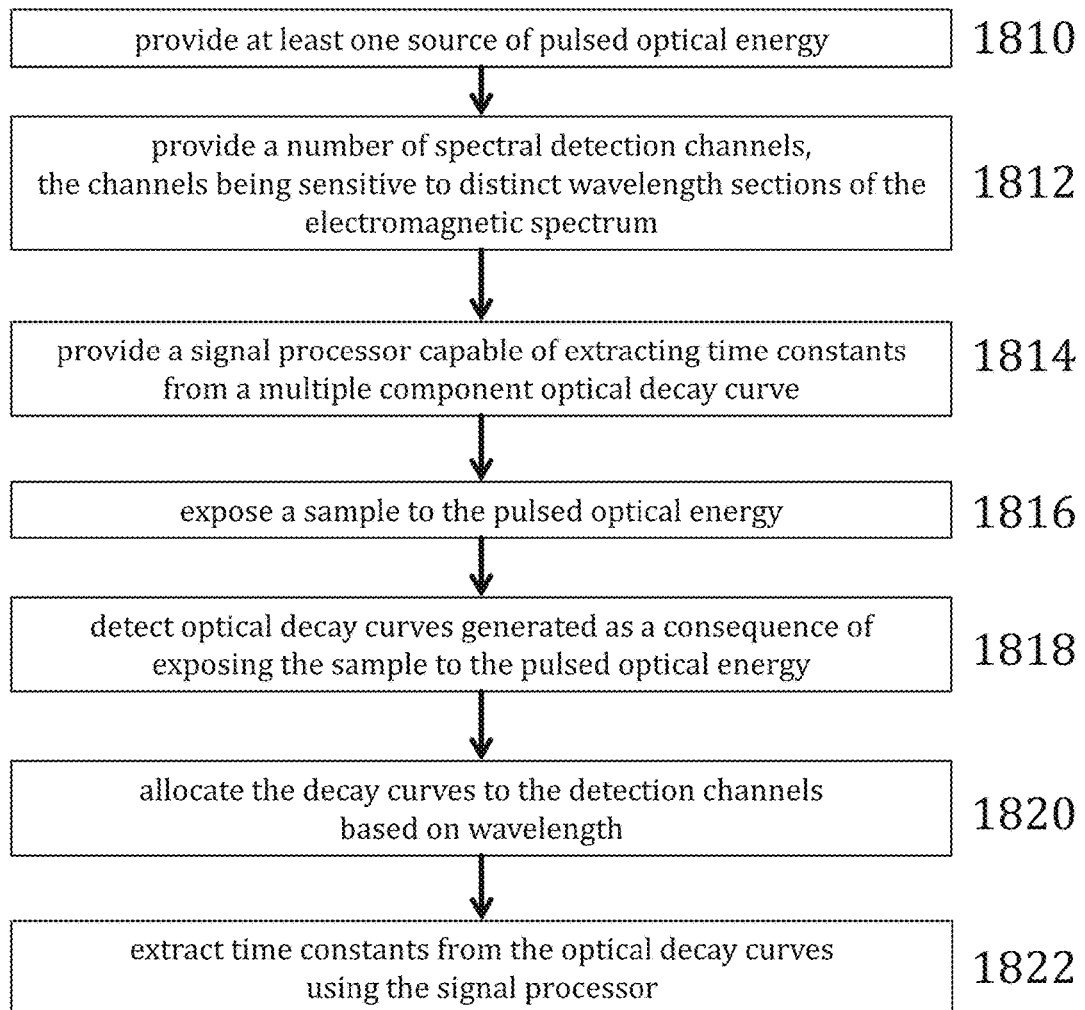 provide at least one source of pulsed optical energy
1810
provide a number of spectral detection channels,
the channels being sensitive to distinct wavelength sections of the
electromagnetic spectrum
1812
provide a signal processor capable of extracting time constants
from a multiple component optical decay curve
1814
expose a sample to the pulsed optical energy
1816
detect optical decay curves generated as a consequence of
exposing the sample to the pulsed optical energy
1818
allocate the decay curves to the detection channels
based on wavelength
1820
extract time constants from the optical decay curves
using the signal processor
1822